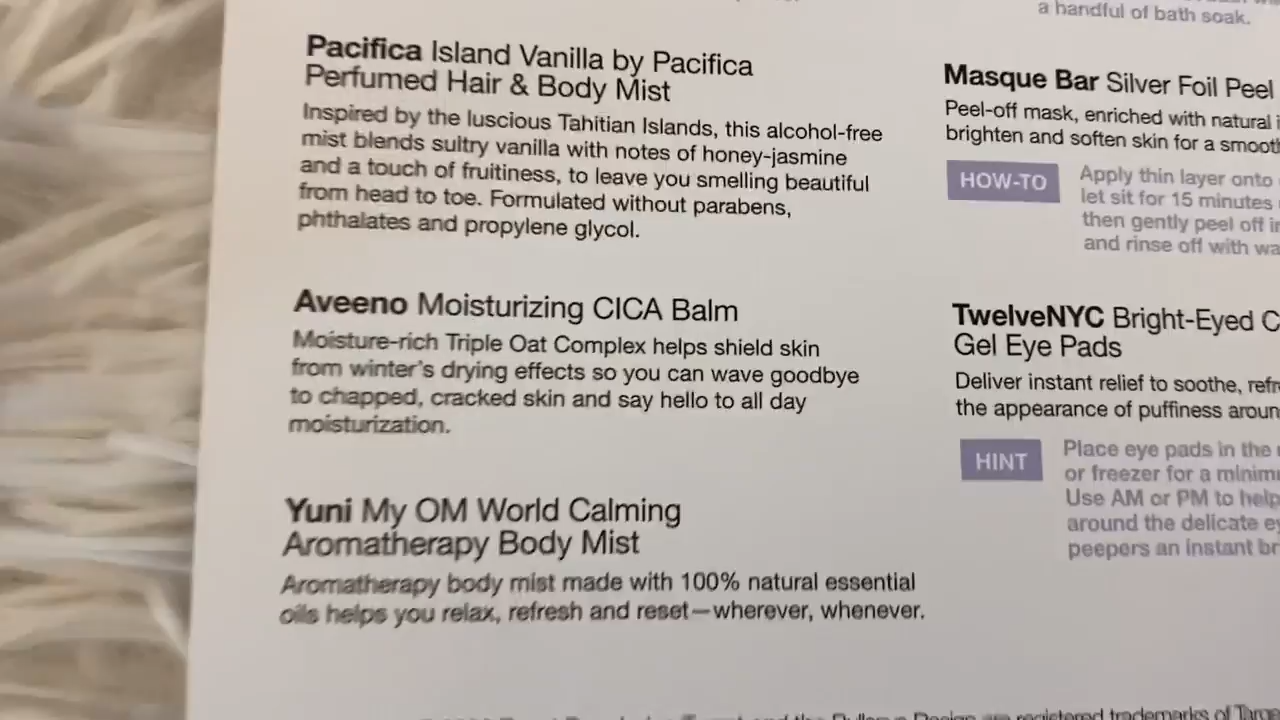 a handful of bath soak.
Pacifica Island Vanilla by Pacifica
Perfumed Hair & Body Mist
Inspired by the luscious Tahitian Islands, this alcohol-free
mist blends sultry vanilla with notes of honey-jasmine
and a touch of fruitiness, to leave you smelling beautiful
from head to toe. Formulated without parabens,
phthalates and propylene glycol.
Aveeno Moisturizing CICA Balm
Moisture-rich Triple Oat Complex helps shield skin
from winter's drying effects so you can wave goodbye
to chapped, cracked skin and say hello to all day
moisturization.
Yuni My OM World Calming
Aromatherapy Body Mist
Aromatherapy body mist made with 100% natural essential
oils helps you relax, refresh and reset—wherever, whenever.
Masque Bar Silver Foil Peel
Peel-off mask, enriched with natural
brighten and soften skin for a
HOW-TO
Apply thin layer onto
let sit for 15 minutes
then gently peel off
and rinse off with
TwelveNYC Bright-Eyed
Gel Eye Pads
Deliver instant relief to soothe,
the appearance of puffiness
HINT
Place eye pads in the
or freezer for a
Use AM or PM to help
around the delicate
peepers an instant
are registered trademarks of